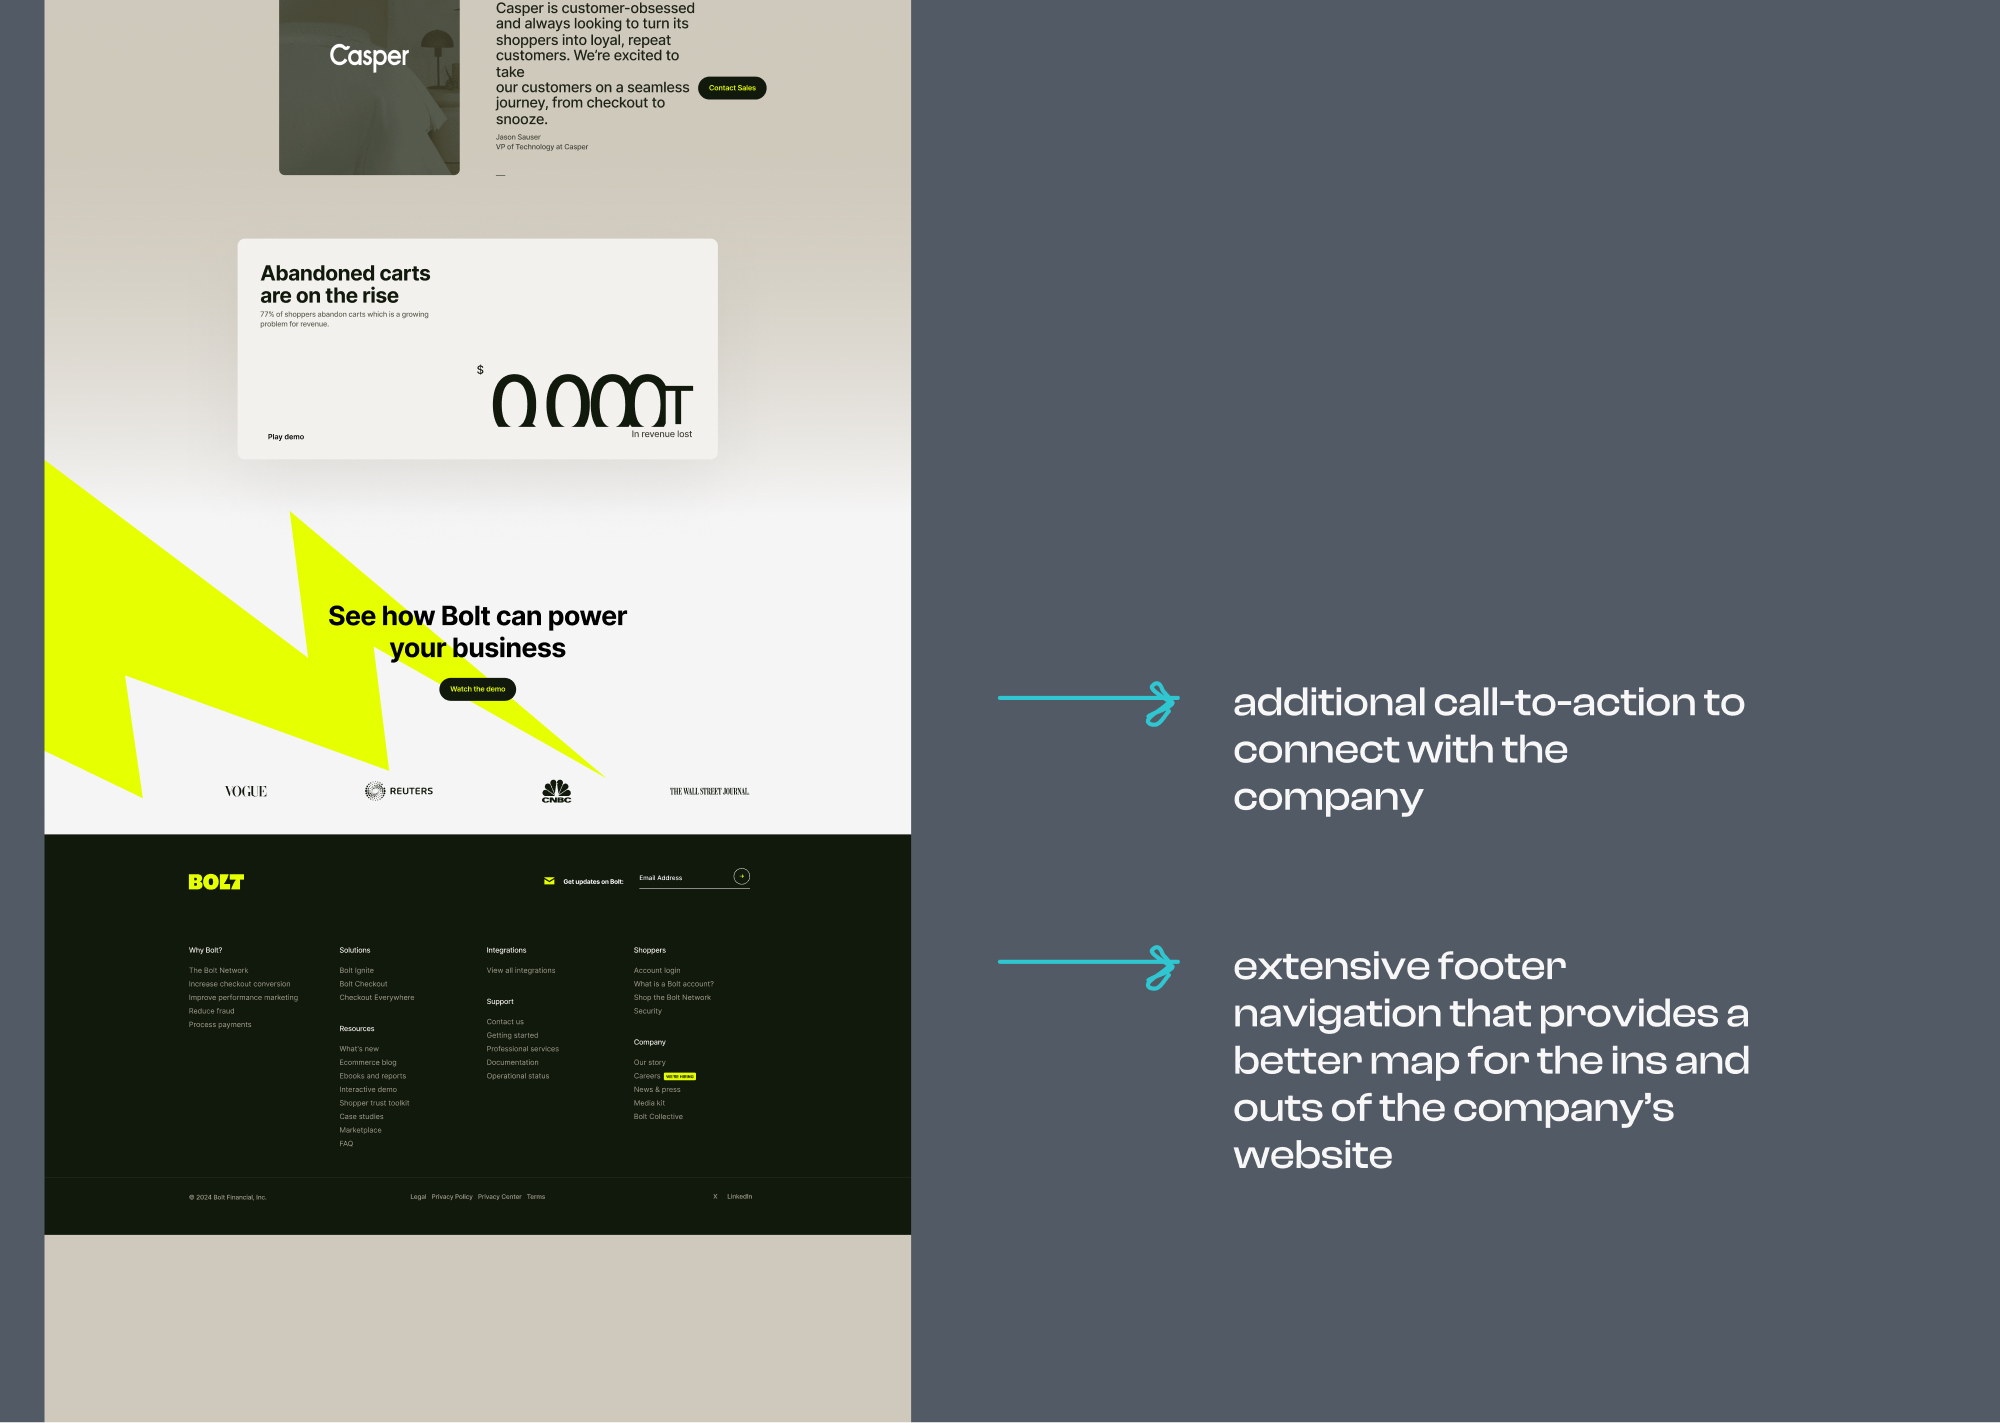 Casper
Casper is customer-obsessed
and always looking to turn its
shoppers into loyal, repeat
customers. We're excited to
take
our customers on a seamless
journey, from checkout to
snooze.
Jason Sauser
VP of Technology at Casper
Contact Sales
Abandoned carts
are on the rise
77% of shoppers abandon carts which is a growing
problem for revenue.
$
0.000T
In revenue lost
Play demo
See how Bolt can power
your business
Watch the demo
VOGUE
REUTERS
CNBC
THE WALL STREET JOURNAL.
BOLT
Get updates on Bolt:
Email Address
Why Bolt?
The Bolt Network
Increase checkout conversion
Improve performance marketing
Reduce fraud
Process payments
Solutions
Bolt Ignite
Bolt Checkout
Checkout Everywhere
Resources
What's new
Ecommerce blog
Ebooks and reports
Interactive demo
Shopper trust toolkit
Case studies
Marketplace
FAQ
Integrations
View all integrations
Support
Contact us
Getting started
Professional services
Documentation
Operational status
Shoppers
Account login
What is a Bolt account?
Shop the Bolt Network
Security
Company
Our story
Careers WE'RE HIRING
News & press
Media kit
Bolt Collective
© 2024 Bolt Financial, Inc.
Legal Privacy Policy Privacy Center Terms
X LinkedIn
additional call-to-action to
connect with the
company
extensive footer
navigation that provides a
better map for the ins and
outs of the company's
website